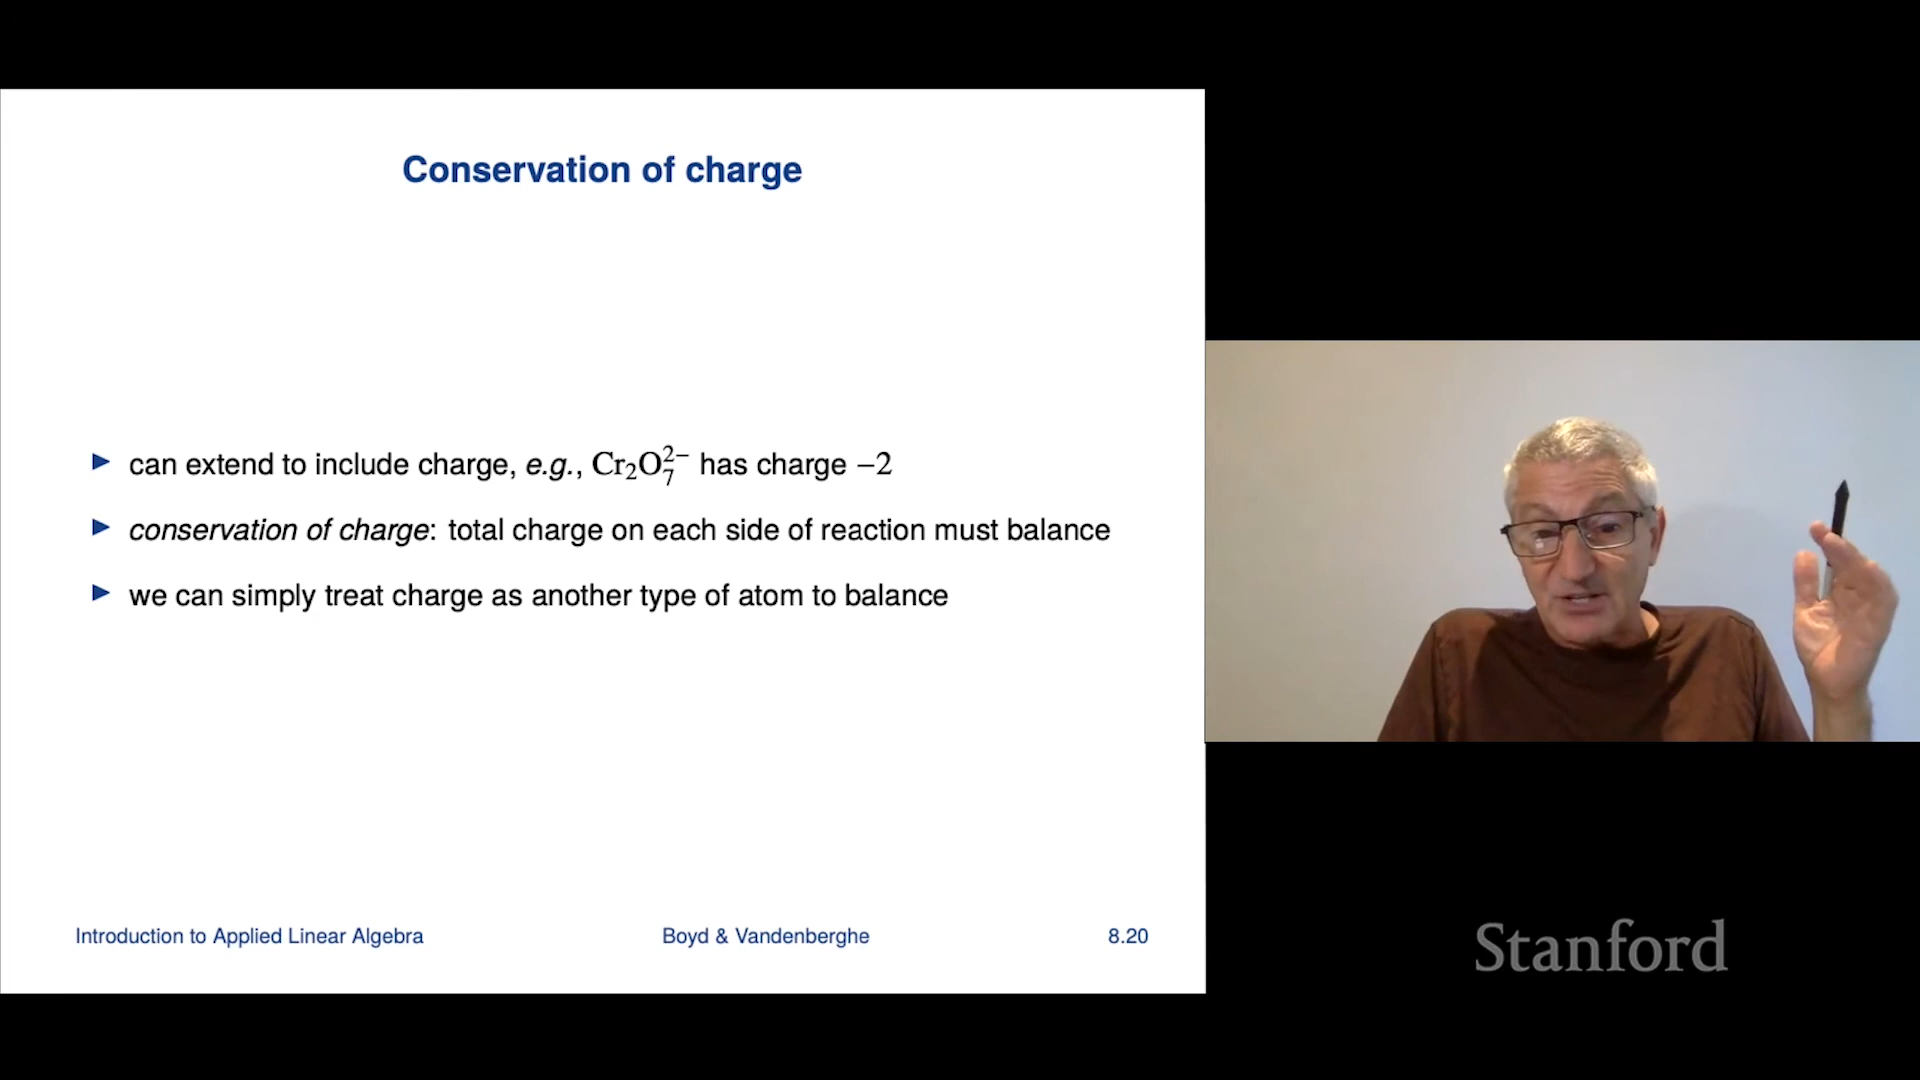 Conservation of charge
▶ can extend to include charge, e.g., Cr₂O₇²⁻ has charge −2
▶ conservation of charge: total charge on each side of reaction must balance
▶ we can simply treat charge as another type of atom to balance
Introduction to Applied Linear Algebra Boyd & Vandenberghe 8.20
Stanford